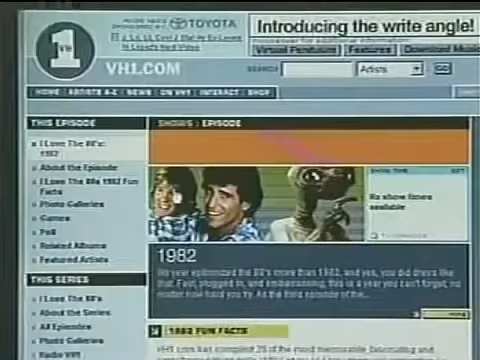 TOYOTA
Introducing the write angle!
Virtual Producers Features Download Music
1
VH
VH1.COM
SEARCH
Artists
GO
HOME ARTISTS A-Z NEWS ON VH1 INTERACT SHOP
THIS EPISODE
SHOWS: EPISODE
I Love The 80's:
1982
About the Episode
I Love The 80s 1982 Fun
Facts
Photo Galleries
Games
Poll
Related Albums
Featured Artists
SHOW TIME
No show times
available
1982
No year epitomized the 80's more than 1982, and yes, you did dress like
that. Fast, plugged in, and embarrassing, this is a year you can't forget, no
matter how hard you try. As the third episode of the...
MORE
THIS SERIES
I Love The 80's
About the Series
All Episodes
Photo Galleries
Radio VH1
1982 FUN FACTS
VH1.com has compiled 25 of the most memorable, fascinating and